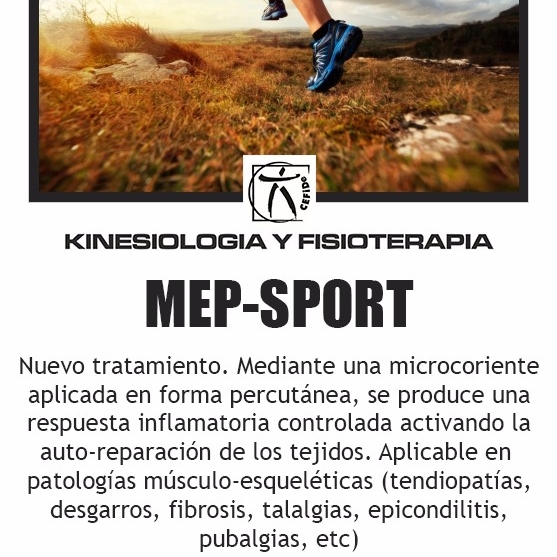 CEFIDe
KINESIOLOGIA Y FISIOTERAPIA
MEP-SPORT
Nuevo tratamiento. Mediante una microcoriente
aplicada en forma percutánea, se produce una
respuesta inflamatoria controlada activando la
auto-reparación de los tejidos. Aplicable en
patologías músculo-esqueléticas (tendiopatías,
desgarros, fibrosis, talalgias, epicondilitis,
pubalgias, etc)